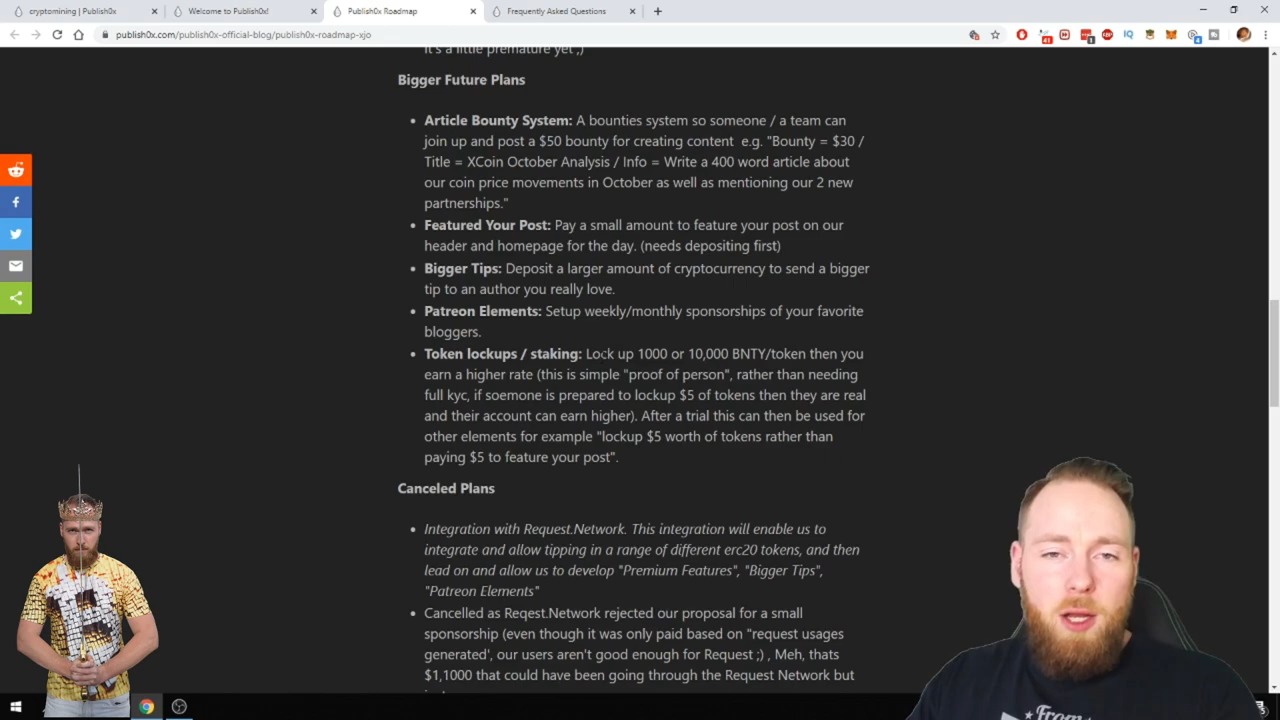 cryptomining | Publish0x
Welcome to Publish0x!
Publish0x Roadmap
Frequently Asked Questions
publish0x.com/publish0x-official-blog/publish0x-roadmap-xjo
it's a little premature yet ;)
Bigger Future Plans
Article Bounty System: A bounties system so someone / a team can
join up and post a $50 bounty for creating content e.g. "Bounty = $30 /
Title = XCoin October Analysis / Info = Write a 400 word article about
our coin price movements in October as well as mentioning our 2 new
partnerships."
Featured Your Post: Pay a small amount to feature your post on our
header and homepage for the day. (needs depositing first)
Bigger Tips: Deposit a larger amount of cryptocurrency to send a bigger
tip to an author you really love.
Patreon Elements: Setup weekly/monthly sponsorships of your favorite
bloggers.
Token lockups / staking: Lock up 1000 or 10,000 BNTY/token then you
earn a higher rate (this is simple "proof of person", rather than needing
full kyc, if soemone is prepared to lockup $5 of tokens then they are real
and their account can earn higher). After a trial this can then be used for
other elements for example "lockup $5 worth of tokens rather than
paying $5 to feature your post".
Canceled Plans
Integration with Request.Network. This integration will enable us to
integrate and allow tipping in a range of different erc20 tokens, and then
lead on and allow us to develop "Premium Features", "Bigger Tips",
"Patreon Elements"
Cancelled as Reqest.Network rejected our proposal for a small
sponsorship (even though it was only paid based on "request usages
generated', our users aren't good enough for Request ;) , Meh, thats
$1,1000 that could have been going through the Request Network but
From